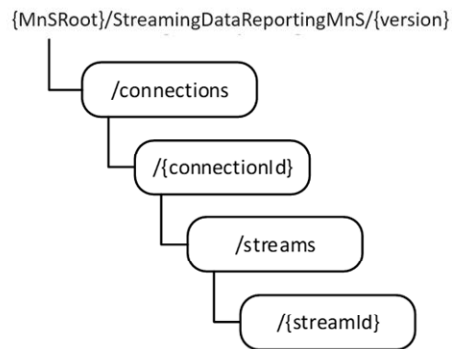 {MnSRoot}/StreamingDataReportingMnS/{version}
/connections
/{connectionId}
/streams
/{streamId}